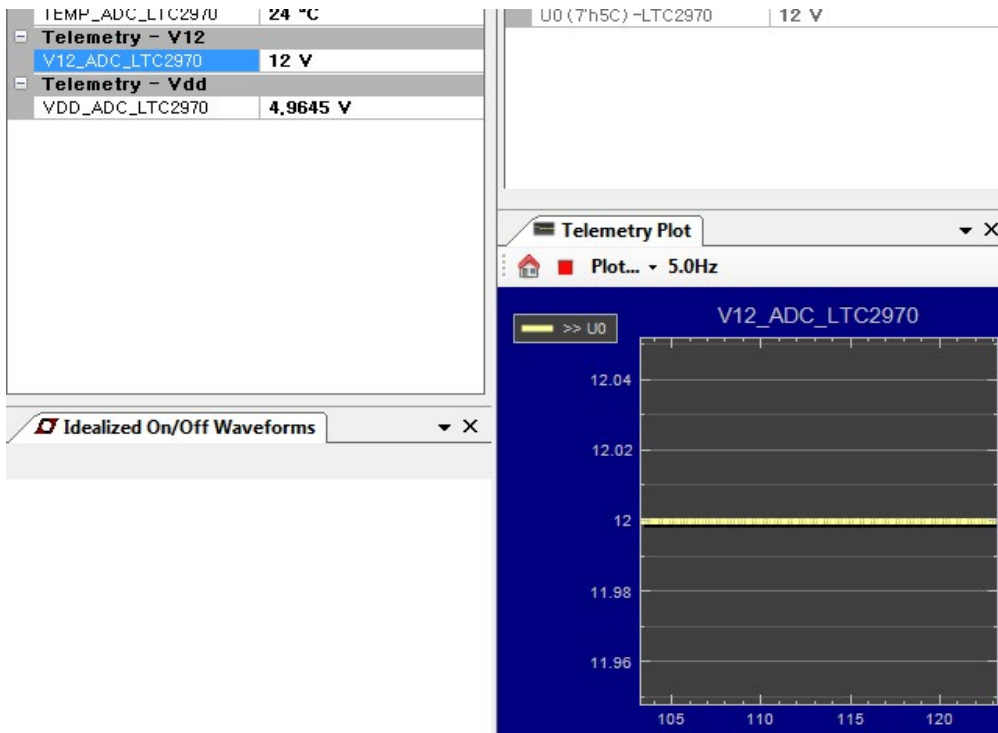 TEMP_ADC_LTC2970 24 °C
Telemetry - V12
V12_ADC_LTC2970 12 V
Telemetry - Vdd
VDD_ADC_LTC2970 4,9645 V
U0 (7'h5C) -LTC2970 12 V
Telemetry Plot
Plot... 5.0Hz
>> U0
V12_ADC_LTC2970
12.04
12.02
12
11.98
11.96
105 110 115 120
Idealized On/Off Waveforms